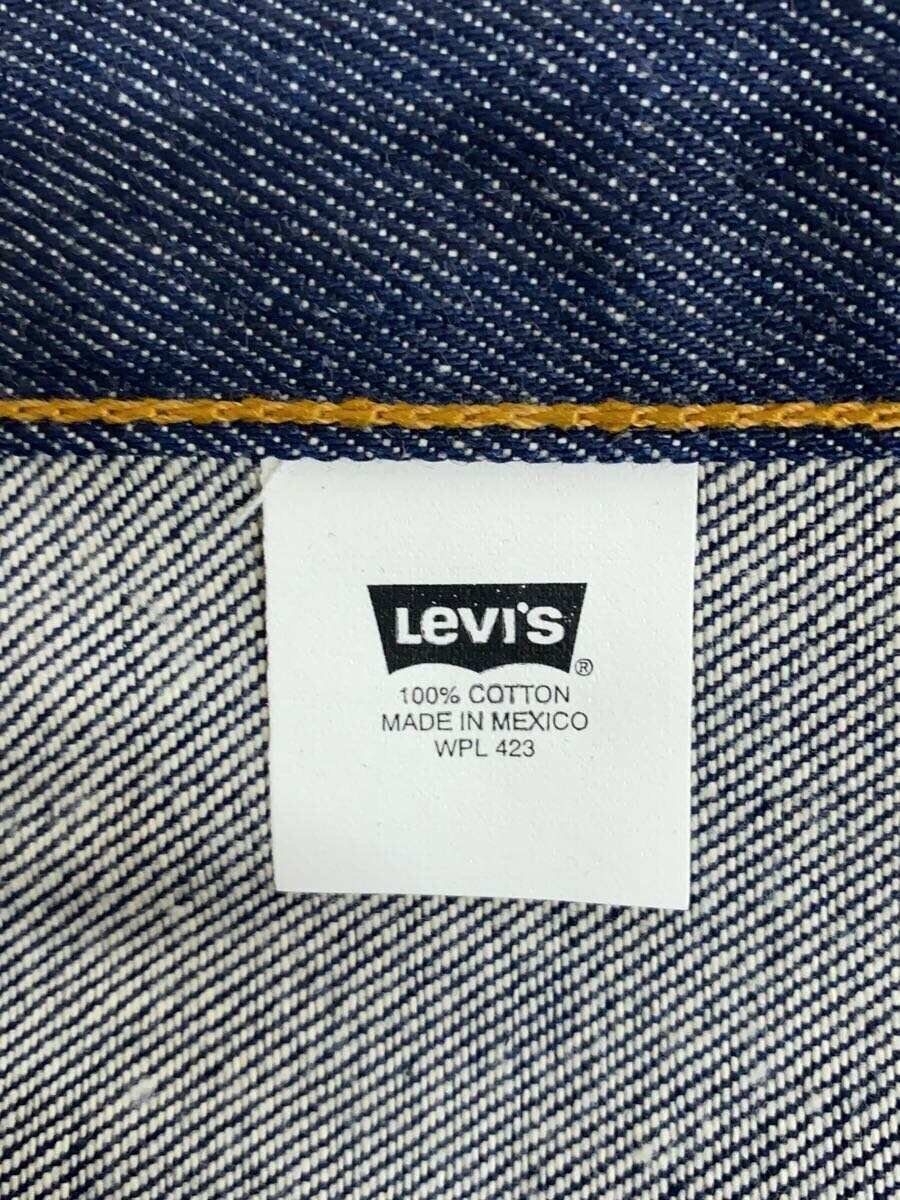 Levi's
®
100% COTTON
MADE IN MEXICO
WPL 423